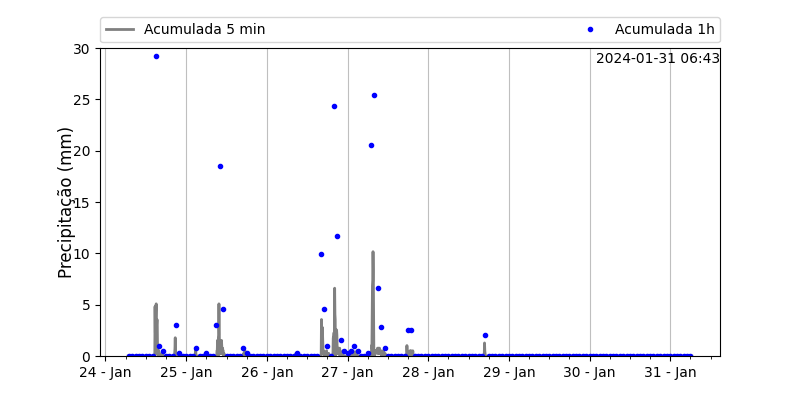 Acumulada 5 min Acumulada 1h
2024-01-31 06:43
Precipitação (mm)
30
25
20
15
10
5
0
24 - Jan 25 - Jan 26 - Jan 27 - Jan 28 - Jan 29 - Jan 30 - Jan 31 - Jan